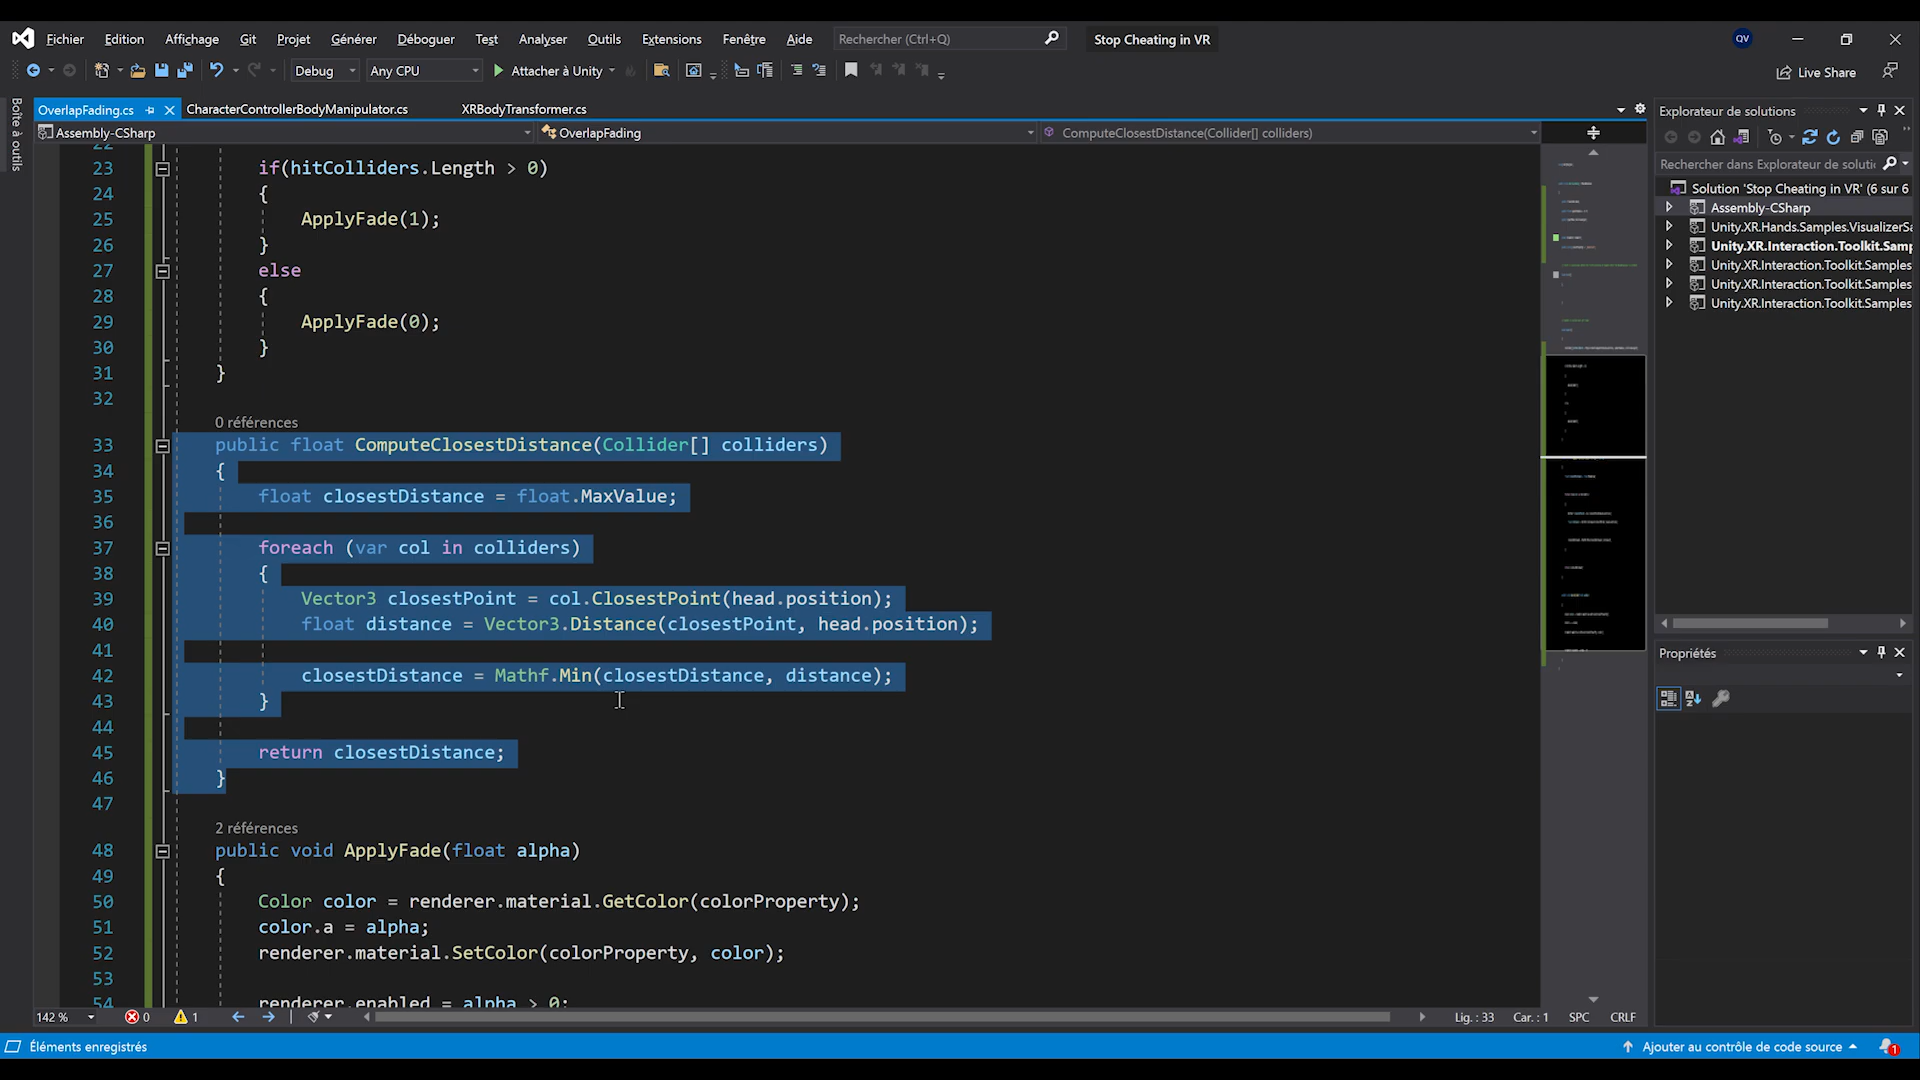 Fichier Edition Affichage Git Projet Générer Déboguer Test Analyser Outils Extensions Fenêtre Aide Rechercher (Ctrl+Q) Stop Cheating in VR QV
Debug Any CPU Attacher à Unity Live Share
Boîte à outils
OverlapFading.cs CharacterControllerBodyManipulator.cs XRBodyTransformer.cs
Assembly-CSharp OverlapFading ComputeClosestDistance(Collider[] colliders)
22
23 if(hitColliders.Length > 0)
24 {
25 ApplyFade(1);
26 }
27 else
28 {
29 ApplyFade(0);
30 }
31 }
32
0 références
33 public float ComputeClosestDistance(Collider[] colliders)
34 {
35 float closestDistance = float.MaxValue;
36
37 foreach (var col in colliders)
38 {
39 Vector3 closestPoint = col.ClosestPoint(head.position);
40 float distance = Vector3.Distance(closestPoint, head.position);
41
42 closestDistance = Mathf.Min(closestDistance, distance);
43 }
44
45 return closestDistance;
46 }
47
2 références
48 public void ApplyFade(float alpha)
49 {
50 Color color = renderer.material.GetColor(colorProperty);
51 color.a = alpha;
52 renderer.material.SetColor(colorProperty, color);
53
54 renderer.enabled = alpha > 0;
142 % 0 1 Lig. : 33 Car. : 1 SPC CRLF
Explorateur de solutions
Rechercher dans Explorateur de soluti
Solution 'Stop Cheating in VR' (6 sur 6
Assembly-CSharp
Unity.XR.Hands.Samples.VisualizerSa
Unity.XR.Interaction.Toolkit.Samp
Unity.XR.Interaction.Toolkit.Samples
Unity.XR.Interaction.Toolkit.Samples
Unity.XR.Interaction.Toolkit.Samples
Propriétés
Éléments enregistrés Ajouter au contrôle de code source 1